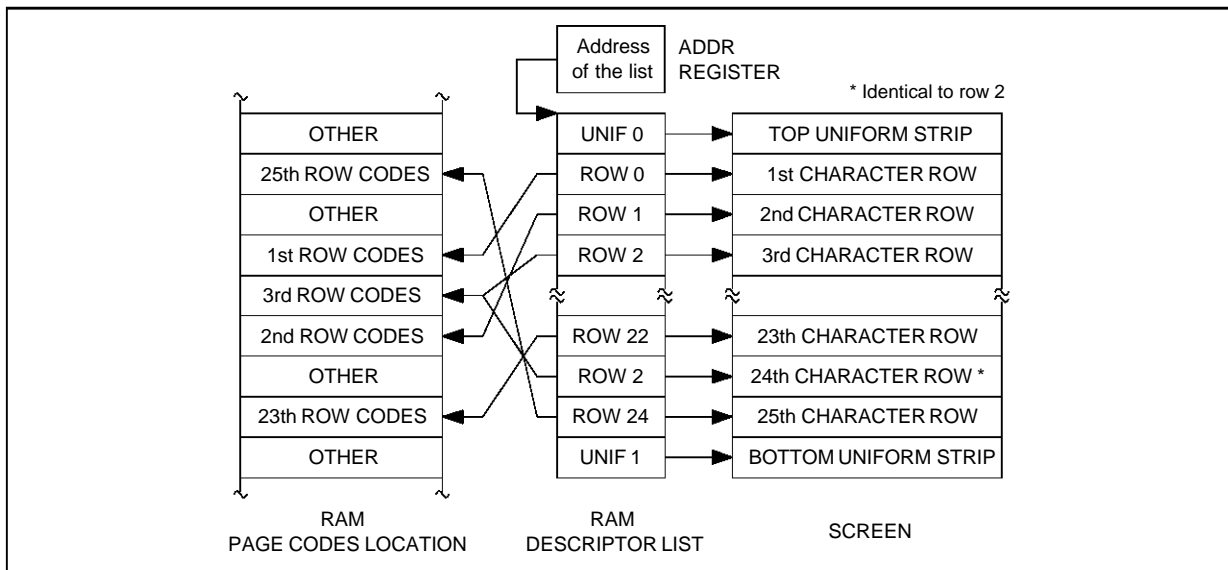 Address
of the list
ADDR
REGISTER
* Identical to row 2
OTHER
UNIF 0
TOP UNIFORM STRIP
25th ROW CODES
ROW 0
1st CHARACTER ROW
OTHER
ROW 1
2nd CHARACTER ROW
1st ROW CODES
ROW 2
3rd CHARACTER ROW
3rd ROW CODES
2nd ROW CODES
ROW 22
23th CHARACTER ROW
OTHER
ROW 2
24th CHARACTER ROW *
23th ROW CODES
ROW 24
25th CHARACTER ROW
OTHER
UNIF 1
BOTTOM UNIFORM STRIP
RAM
PAGE CODES LOCATION
RAM
DESCRIPTOR LIST
SCREEN